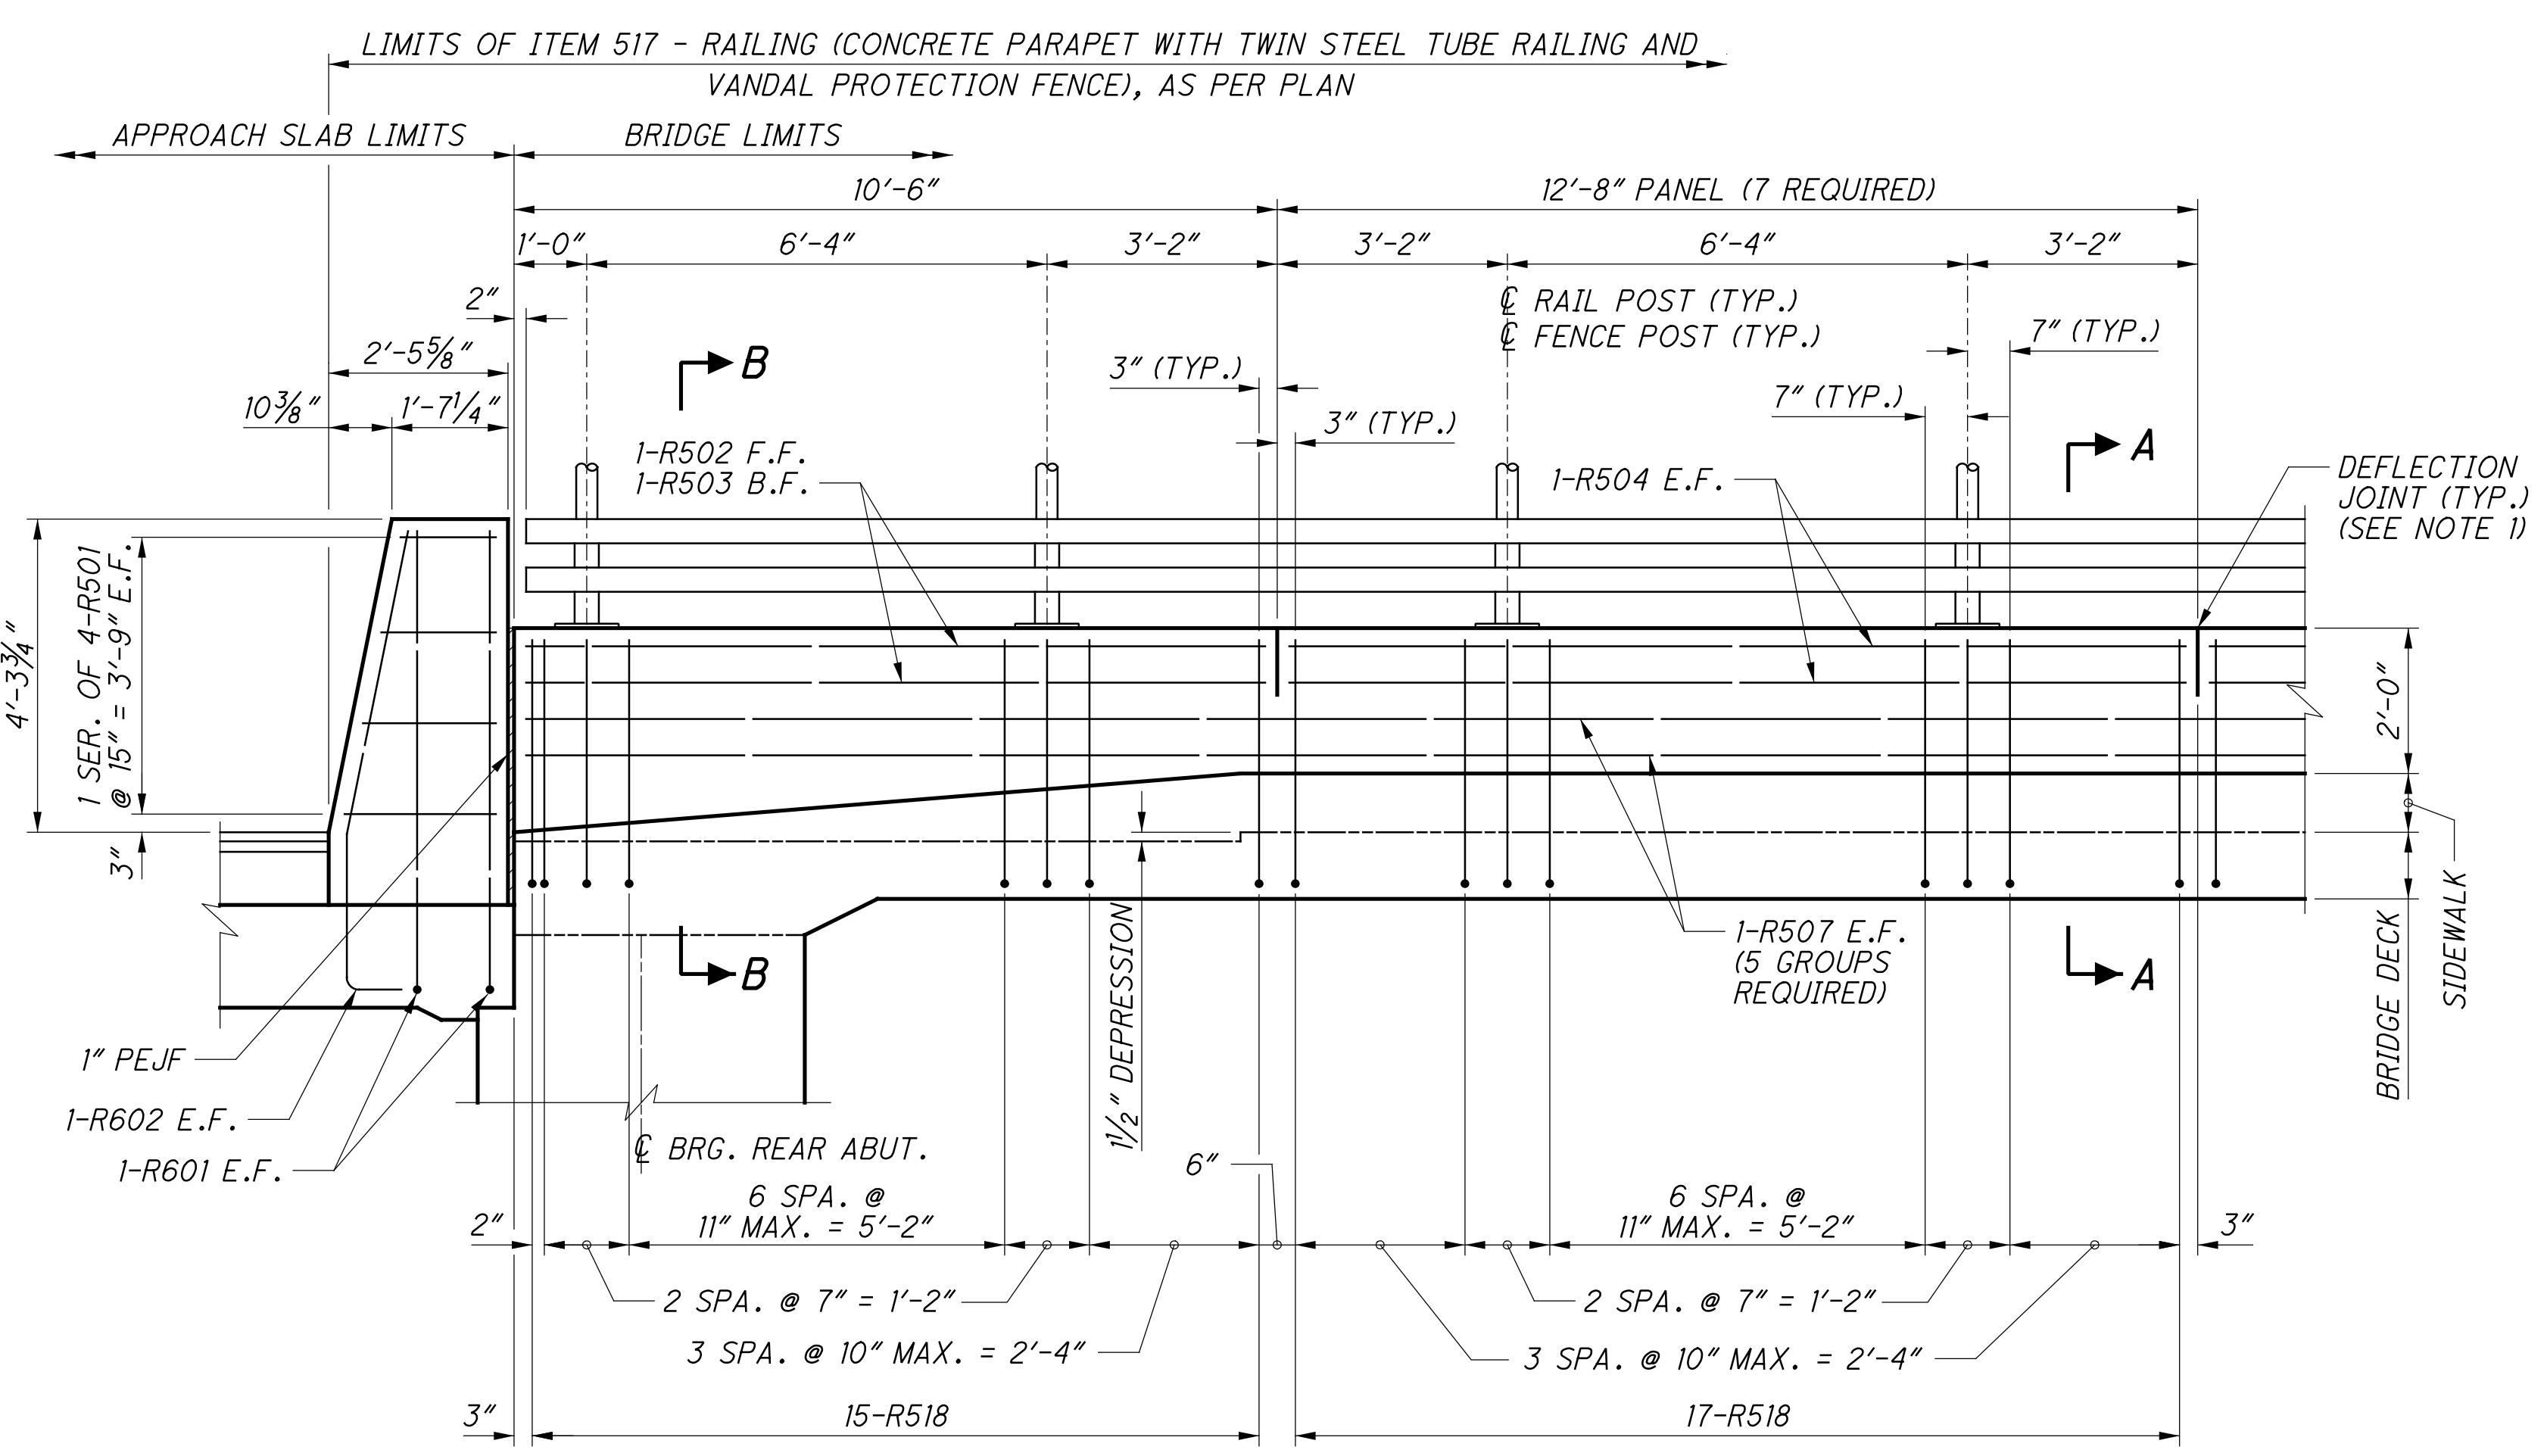 LIMITS OF ITEM 517 - RAILING (CONCRETE PARAPET WITH TWIN STEEL TUBE RAILING AND
VANDAL PROTECTION FENCE), AS PER PLAN
APPROACH SLAB LIMITS
BRIDGE LIMITS
10'-6"
12'-8" PANEL (7 REQUIRED)
1'-0"
6'-4"
3'-2"
3'-2"
6'-4"
3'-2"
2"
℄ RAIL POST (TYP.)
℄ FENCE POST (TYP.)
7" (TYP.)
2'-5⅝"
B
3" (TYP.)
10⅜"
1'-7¼"
7" (TYP.)
3" (TYP.)
A
1-R502 F.F.
1-R503 B.F.
1-R504 E.F.
DEFLECTION
JOINT (TYP.)
(SEE NOTE 1)
4'-3¾"
1 SER. OF 4-R501
@ 15" = 3'-9" E.F.
3"
2'-0"
SIDEWALK
BRIDGE DECK
1½" DEPRESSION
1-R507 E.F.
(5 GROUPS
REQUIRED)
B
A
1" PEJF
1-R602 E.F.
1-R601 E.F.
℄ BRG. REAR ABUT.
6"
6 SPA. @
11" MAX. = 5'-2"
6 SPA. @
11" MAX. = 5'-2"
2"
3"
2 SPA. @ 7" = 1'-2"
2 SPA. @ 7" = 1'-2"
3 SPA. @ 10" MAX. = 2'-4"
3 SPA. @ 10" MAX. = 2'-4"
3"
15-R518
17-R518